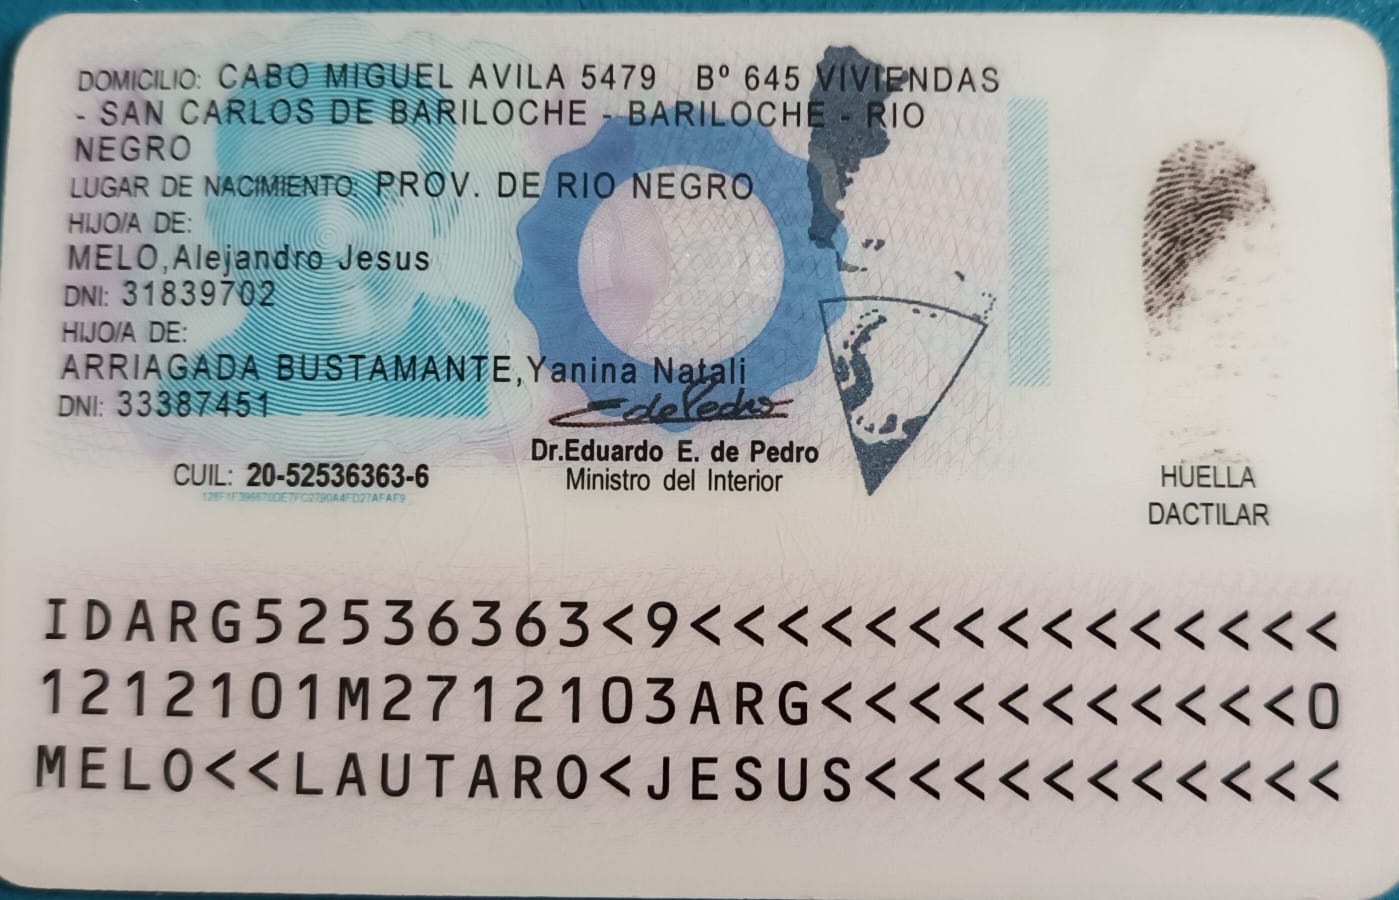 DOMICILIO: CABO MIGUEL AVILA 5479 Bº 645 VIVIENDAS
- SAN CARLOS DE BARILOCHE - BARILOCHE - RIO
NEGRO
LUGAR DE NACIMIENTO: PROV. DE RIO NEGRO
HIJO/A DE:
MELO,Alejandro Jesus
DNI: 31839702
HIJO/A DE:
ARRIAGADA BUSTAMANTE,Yanina Natali
DNI: 33387451
EdePedro
Dr.Eduardo E. de Pedro
Ministro del Interior
CUIL: 20-52536363-6
HUELLA
DACTILAR
IDARG52536363<9<<<<<<<<<<<<<<<
1212101M2712103ARG<<<<<<<<<<<0
MELO<<LAUTARO<JESUS<<<<<<<<<<<